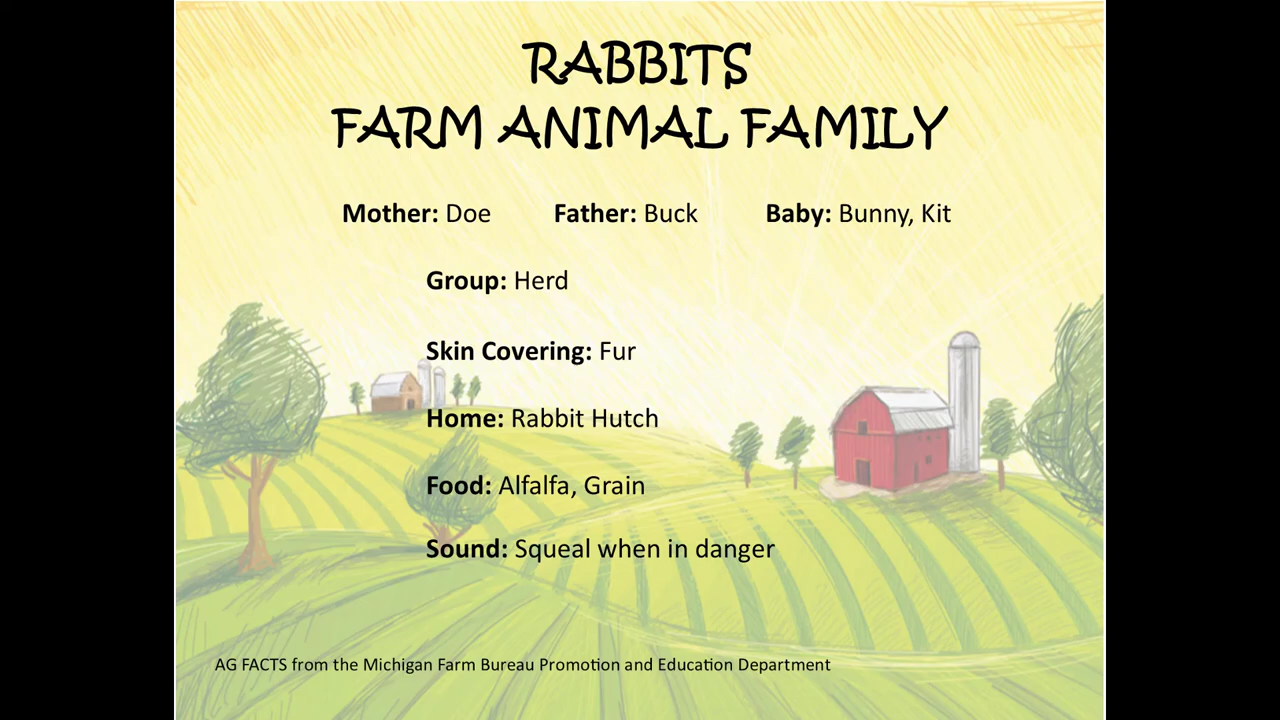 RABBITS
FARM ANIMAL FAMILY
Mother: Doe Father: Buck Baby: Bunny, Kit
Group: Herd
Skin Covering: Fur
Home: Rabbit Hutch
Food: Alfalfa, Grain
Sound: Squeal when in danger
AG FACTS from the Michigan Farm Bureau Promotion and Education Department